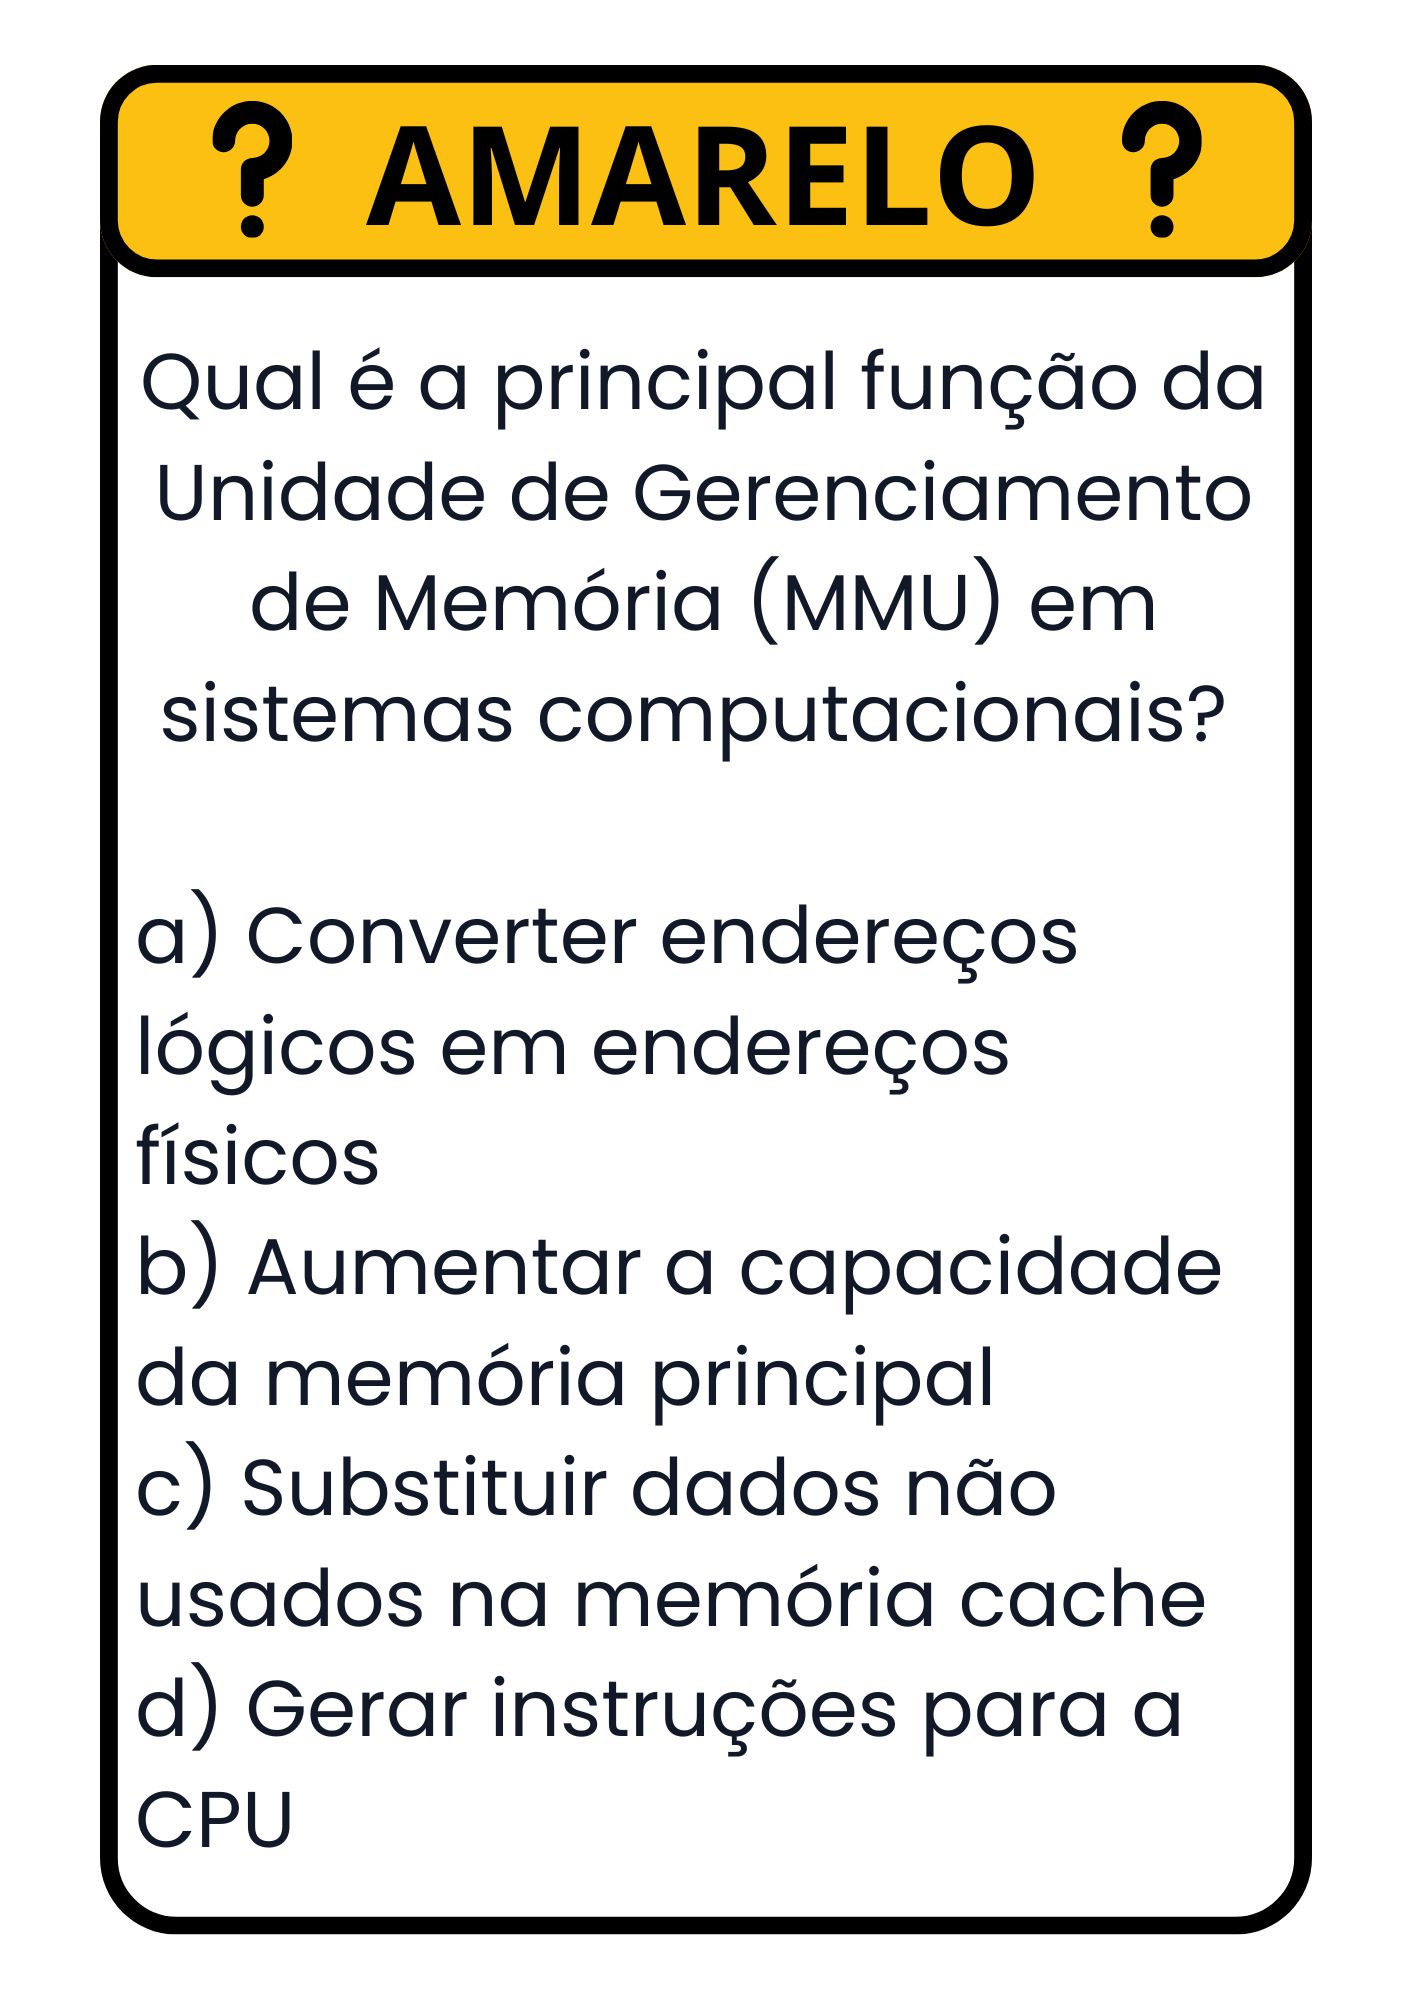 ? AMARELO ?
Qual é a principal função da
Unidade de Gerenciamento
de Memória (MMU) em
sistemas computacionais?
a) Converter endereços
lógicos em endereços
físicos
b) Aumentar a capacidade
da memória principal
c) Substituir dados não
usados na memória cache
d) Gerar instruções para a
CPU